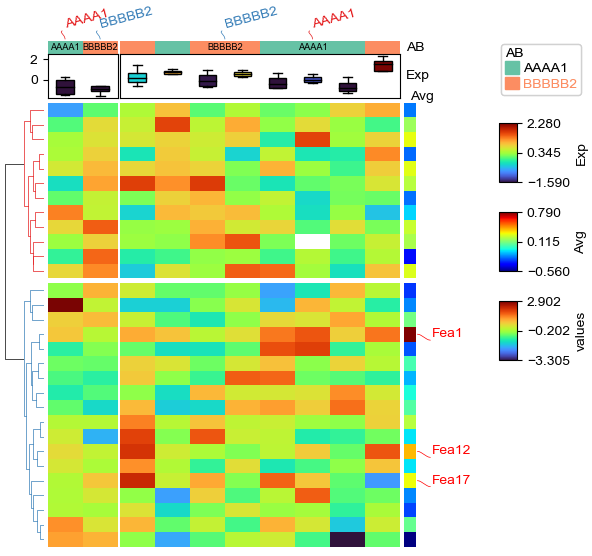 AAAA1
BBBBB2
BBBBB2
AAAA1
AAAA1 BBBBB2 BBBBB2 AAAA1 AB
2
0
Exp
Avg
AB
AAAA1
BBBBB2
2.280
0.345
−1.590
Exp
0.790
0.115
−0.560
Avg
2.902
−0.202
−3.305
values
Fea1
Fea12
Fea17